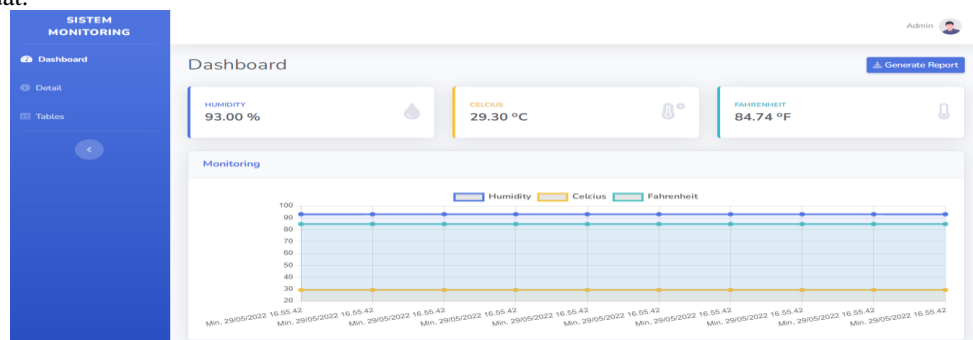 SISTEM
MONITORING
Admin
Dashboard
Detail
Tables
<
Dashboard
Generate Report
HUMIDITY
93.00 %
CELCIUS
29.30 °C
FAHRENHEIT
84.74 °F
Monitoring
Humidity Celcius Fahrenheit
100
90
80
70
60
50
40
30
20
Min, 29/05/2022 16.55.42
Min, 29/05/2022 16.55.42
Min, 29/05/2022 16.55.42
Min, 29/05/2022 16.55.42
Min, 29/05/2022 16.55.42
Min, 29/05/2022 16.55.42
Min, 29/05/2022 16.55.42
Min, 29/05/2022 16.55.42
Min, 29/05/2022 16.55.42
Min, 29/05/2022 16.55.42